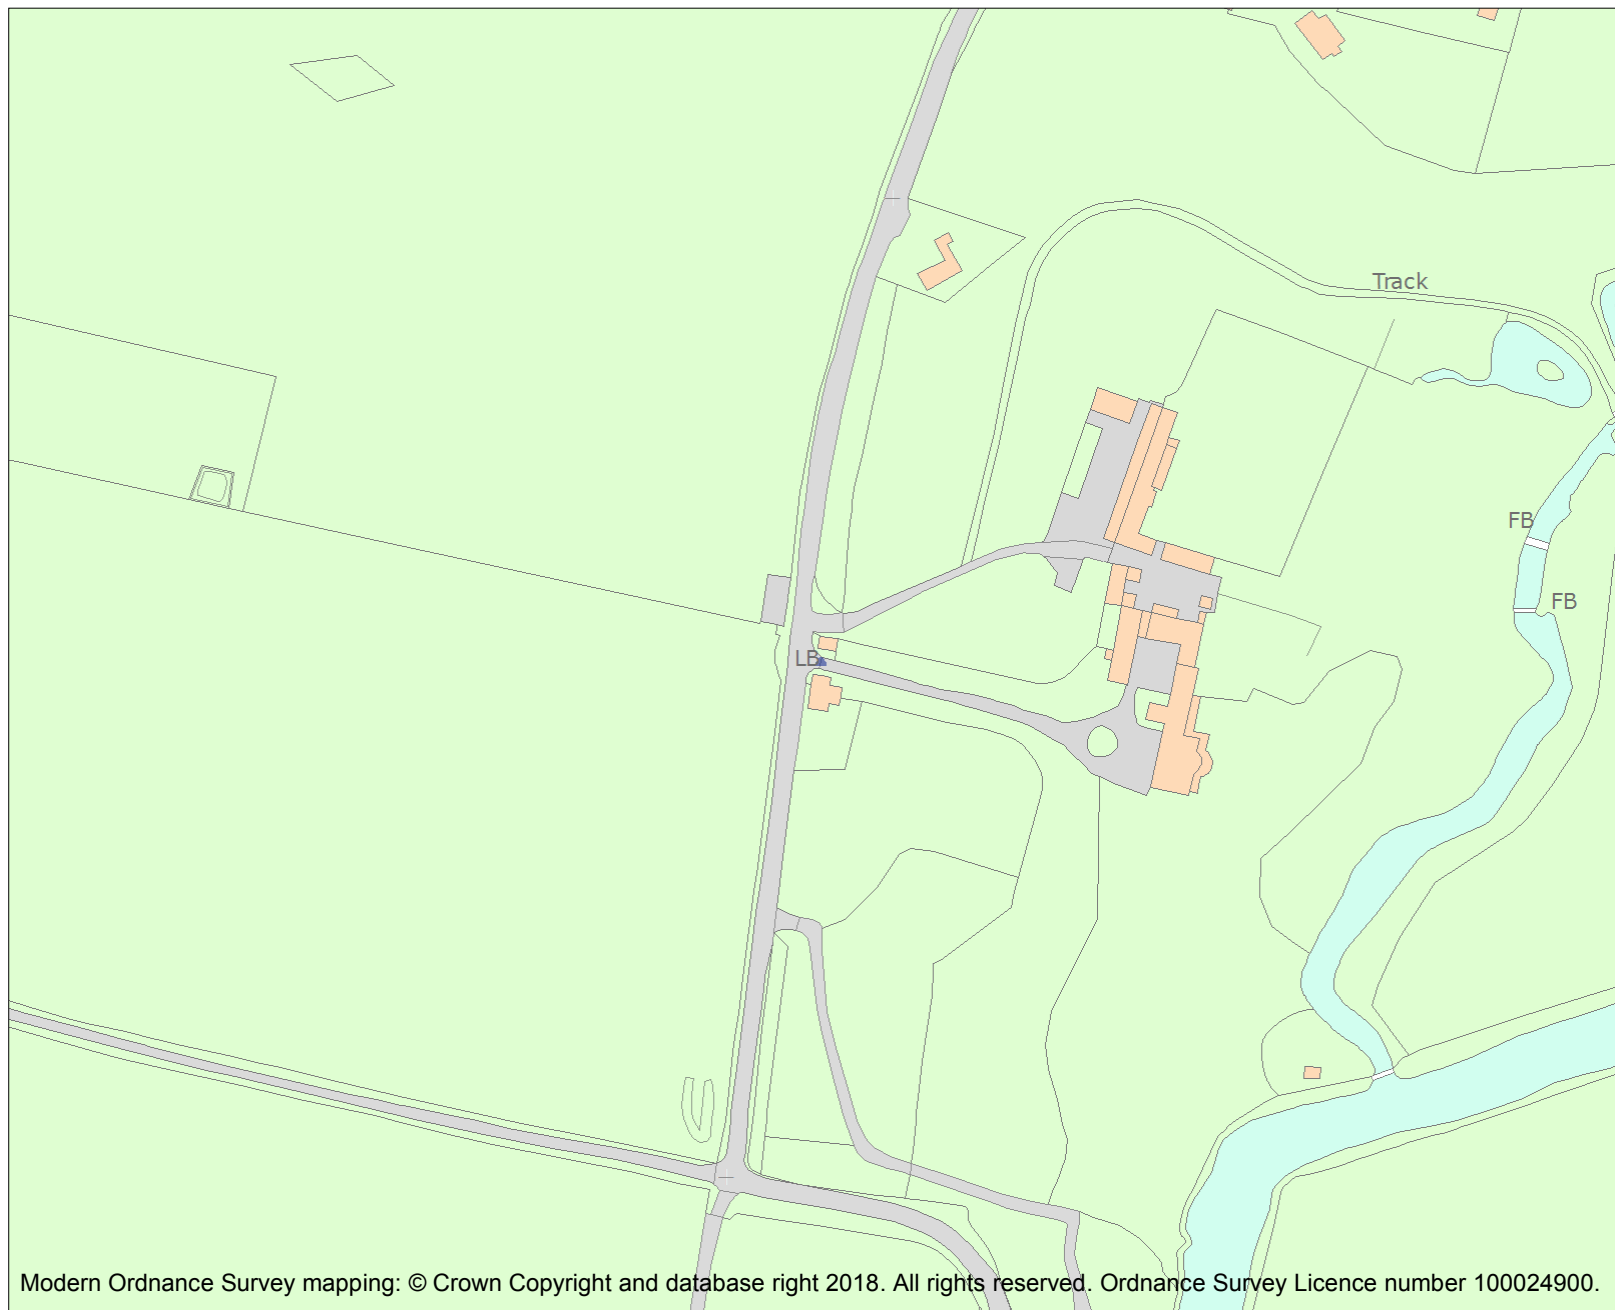 Track
FB
FB
LB
Modern Ordnance Survey mapping: © Crown Copyright and database right 2018. All rights reserved. Ordnance Survey Licence number 100024900.